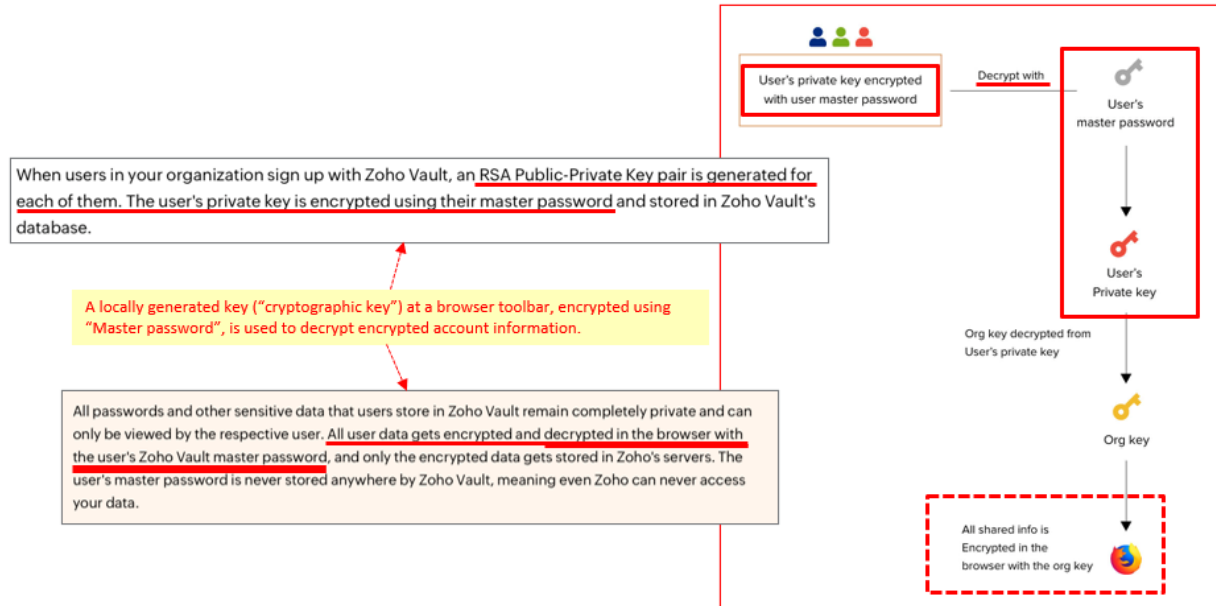 User's private key encrypted
with user master password
Decrypt with
User's
master password
When users in your organization sign up with Zoho Vault, an RSA Public-Private Key pair is generated for
each of them. The user's private key is encrypted using their master password and stored in Zoho Vault's
database.
User's
Private key
A locally generated key (“cryptographic key”) at a browser toolbar, encrypted using
“Master password”, is used to decrypt encrypted account information.
Org key decrypted from
User's private key
All passwords and other sensitive data that users store in Zoho Vault remain completely private and can
only be viewed by the respective user. All user data gets encrypted and decrypted in the browser with
the user's Zoho Vault master password, and only the encrypted data gets stored in Zoho's servers. The
user's master password is never stored anywhere by Zoho Vault, meaning even Zoho can never access
your data.
Org key
All shared info is
Encrypted in the
browser with the org key